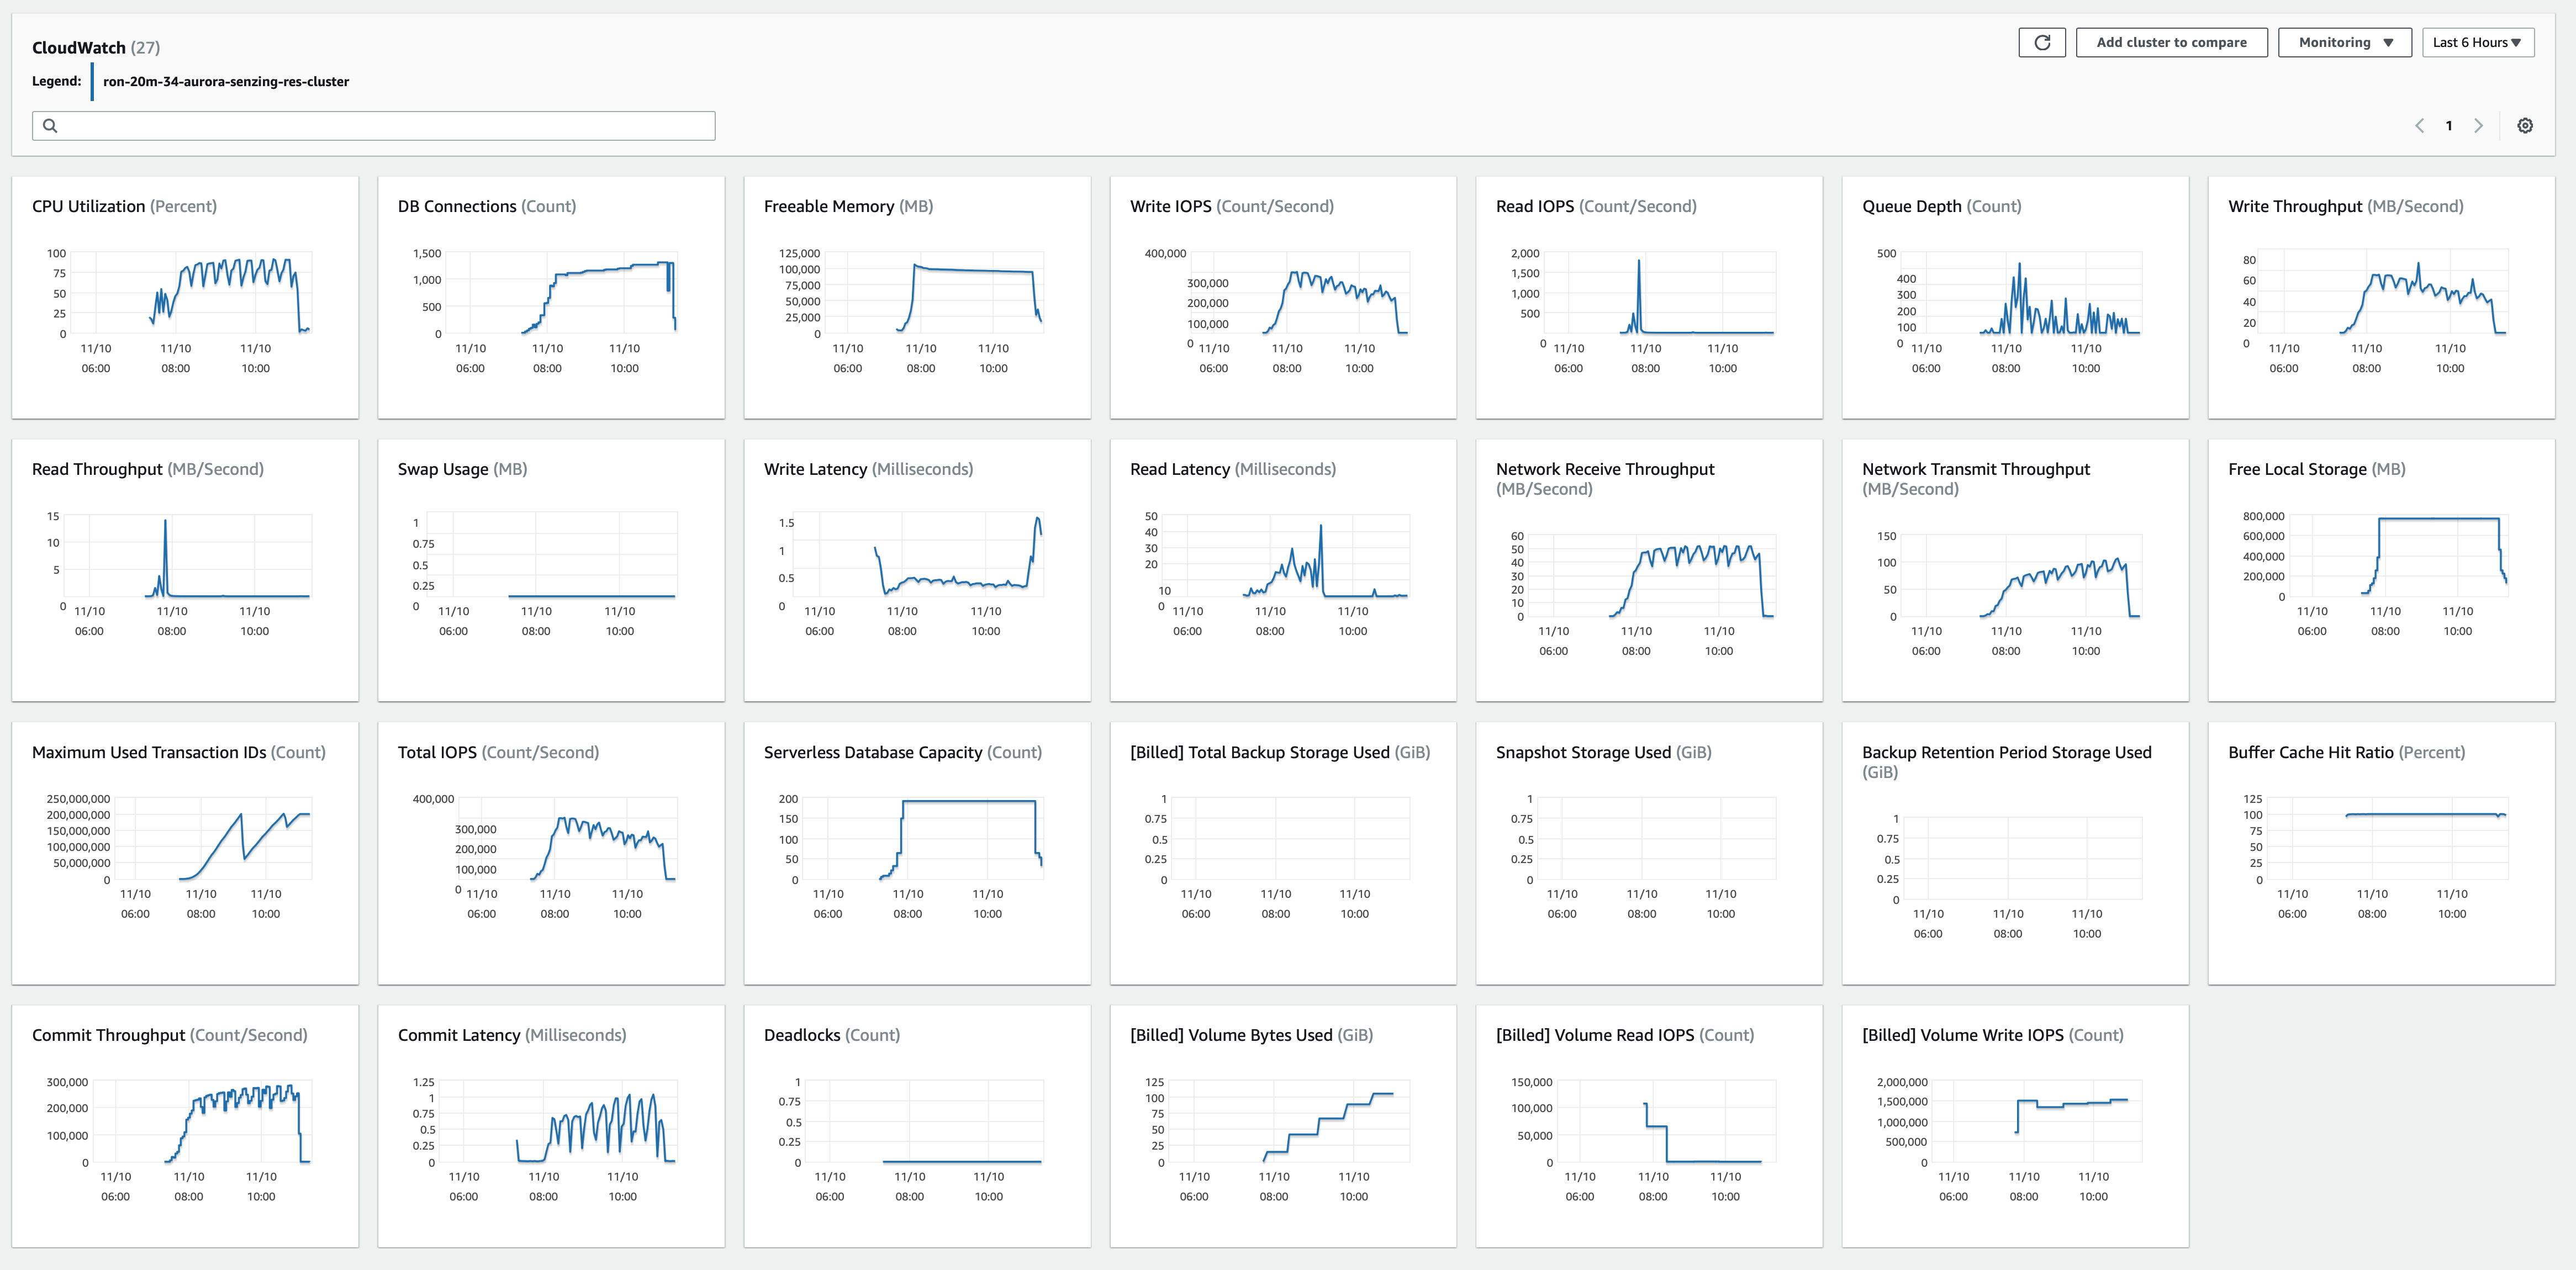 CloudWatch (27)
Add cluster to compare
Monitoring ▼
Last 6 Hours ▼
Legend: ron-20m-34-aurora-senzing-res-cluster
1
CPU Utilization (Percent)
100
75
50
25
0
11/10 11/10 11/10
06:00 08:00 10:00
DB Connections (Count)
1,500
1,000
500
0
11/10 11/10 11/10
06:00 08:00 10:00
Freeable Memory (MB)
125,000
100,000
75,000
50,000
25,000
0
11/10 11/10 11/10
06:00 08:00 10:00
Write IOPS (Count/Second)
400,000
300,000
200,000
100,000
0
11/10 11/10 11/10
06:00 08:00 10:00
Read IOPS (Count/Second)
2,000
1,500
1,000
500
0
11/10 11/10 11/10
06:00 08:00 10:00
Queue Depth (Count)
500
400
300
200
100
0
11/10 11/10 11/10
06:00 08:00 10:00
Write Throughput (MB/Second)
80
60
40
20
0
11/10 11/10 11/10
06:00 08:00 10:00
Read Throughput (MB/Second)
15
10
5
0
11/10 11/10 11/10
06:00 08:00 10:00
Swap Usage (MB)
1
0.75
0.5
0.25
0
11/10 11/10 11/10
06:00 08:00 10:00
Write Latency (Milliseconds)
1.5
1
0.5
0
11/10 11/10 11/10
06:00 08:00 10:00
Read Latency (Milliseconds)
50
40
30
20
10
0
11/10 11/10 11/10
06:00 08:00 10:00
Network Receive Throughput
(MB/Second)
60
50
40
30
20
10
0
11/10 11/10 11/10
06:00 08:00 10:00
Network Transmit Throughput
(MB/Second)
150
100
50
0
11/10 11/10 11/10
06:00 08:00 10:00
Free Local Storage (MB)
800,000
600,000
400,000
200,000
0
11/10 11/10 11/10
06:00 08:00 10:00
Maximum Used Transaction IDs (Count)
250,000,000
200,000,000
150,000,000
100,000,000
50,000,000
0
11/10 11/10 11/10
06:00 08:00 10:00
Total IOPS (Count/Second)
400,000
300,000
200,000
100,000
0
11/10 11/10 11/10
06:00 08:00 10:00
Serverless Database Capacity (Count)
200
150
100
50
0
11/10 11/10 11/10
06:00 08:00 10:00
[Billed] Total Backup Storage Used (GiB)
1
0.75
0.5
0.25
0
11/10 11/10 11/10
06:00 08:00 10:00
Snapshot Storage Used (GiB)
1
0.75
0.5
0.25
0
11/10 11/10 11/10
06:00 08:00 10:00
Backup Retention Period Storage Used
(GiB)
1
0.75
0.5
0.25
0
11/10 11/10 11/10
06:00 08:00 10:00
Buffer Cache Hit Ratio (Percent)
125
100
75
50
25
0
11/10 11/10 11/10
06:00 08:00 10:00
Commit Throughput (Count/Second)
300,000
200,000
100,000
0
11/10 11/10 11/10
06:00 08:00 10:00
Commit Latency (Milliseconds)
1.25
1
0.75
0.5
0.25
0
11/10 11/10 11/10
06:00 08:00 10:00
Deadlocks (Count)
1
0.75
0.5
0.25
0
11/10 11/10 11/10
06:00 08:00 10:00
[Billed] Volume Bytes Used (GiB)
125
100
75
50
25
0
11/10 11/10 11/10
06:00 08:00 10:00
[Billed] Volume Read IOPS (Count)
150,000
100,000
50,000
0
11/10 11/10 11/10
06:00 08:00 10:00
[Billed] Volume Write IOPS (Count)
2,000,000
1,500,000
1,000,000
500,000
0
11/10 11/10 11/10
06:00 08:00 10:00